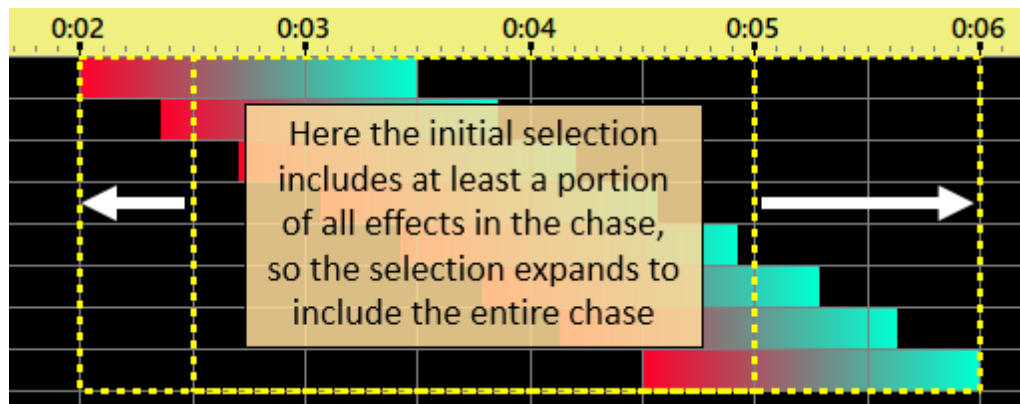 0:02 0:03 0:04 0:05 0:06
Here the initial selection
includes at least a portion
of all effects in the chase,
so the selection expands to
include the entire chase